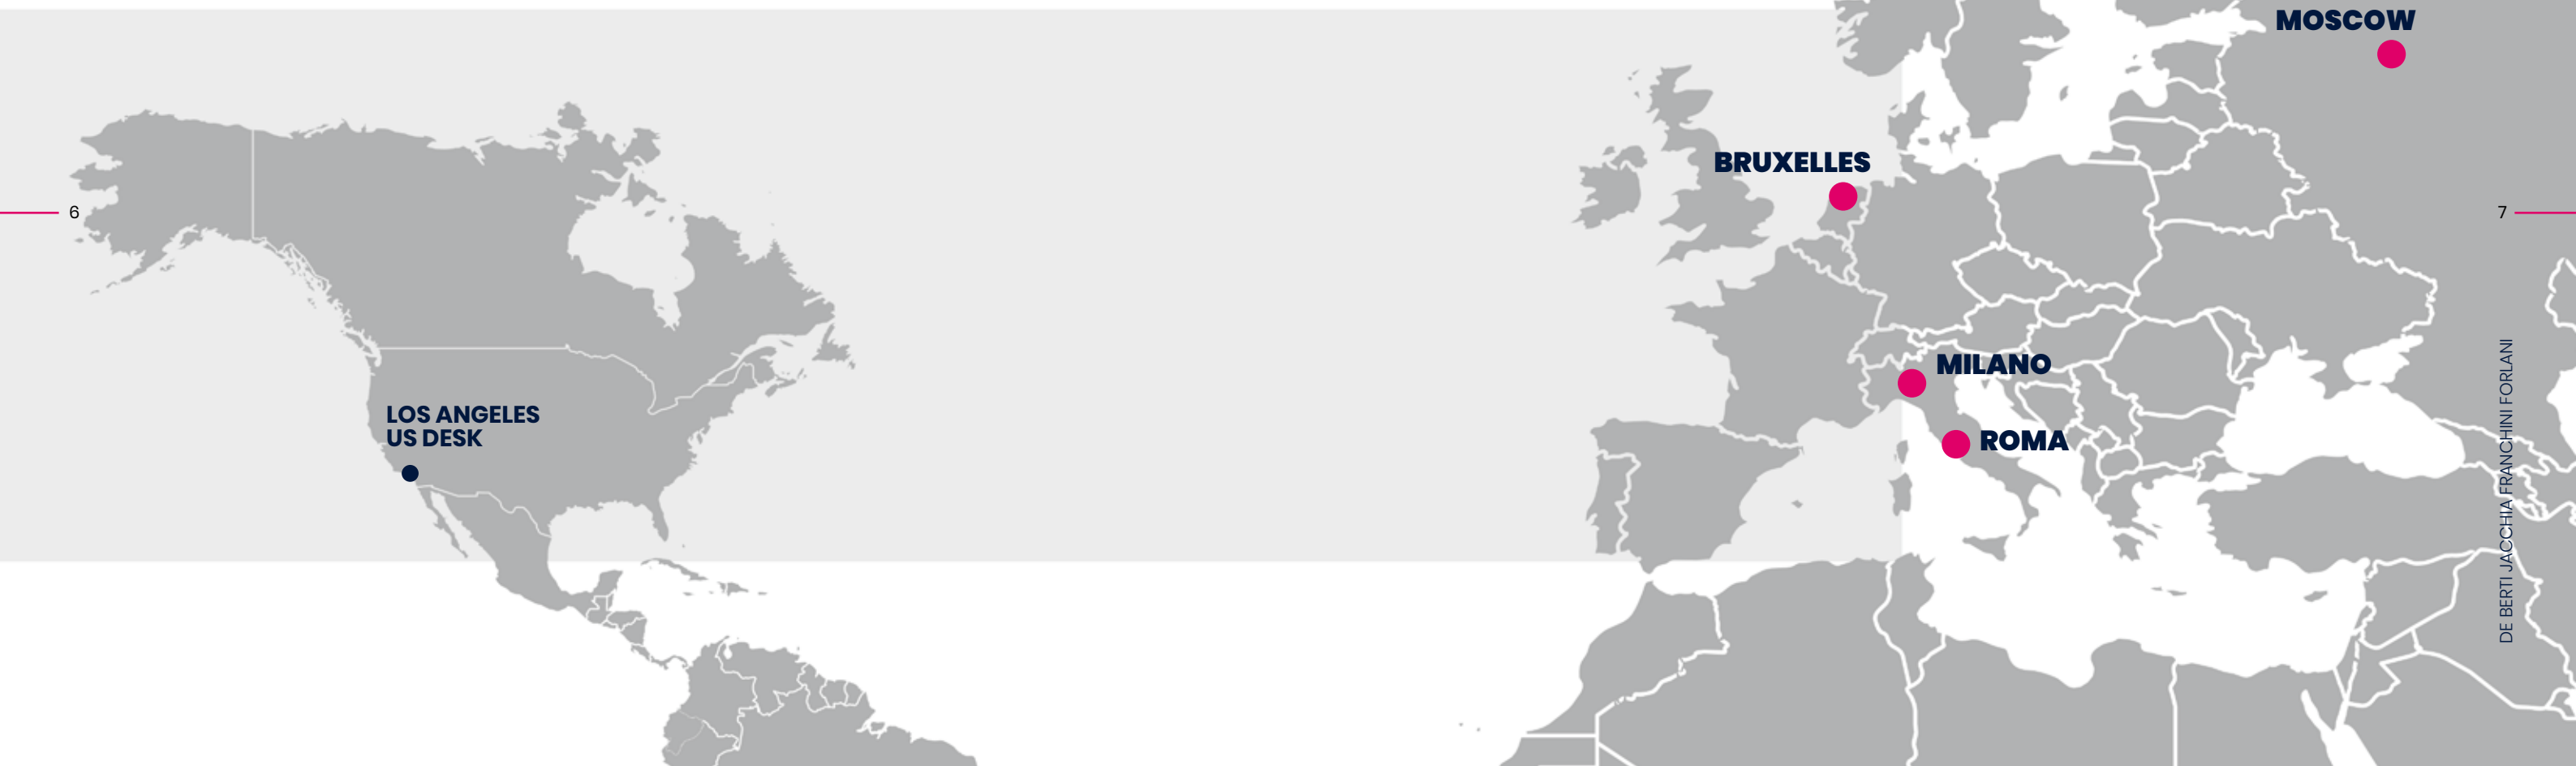 MOSCOW
BRUXELLES
6
7
MILANO
LOS ANGELES
US DESK
ROMA
DE BERTI JACCHIA FRANCHINI FORLANI